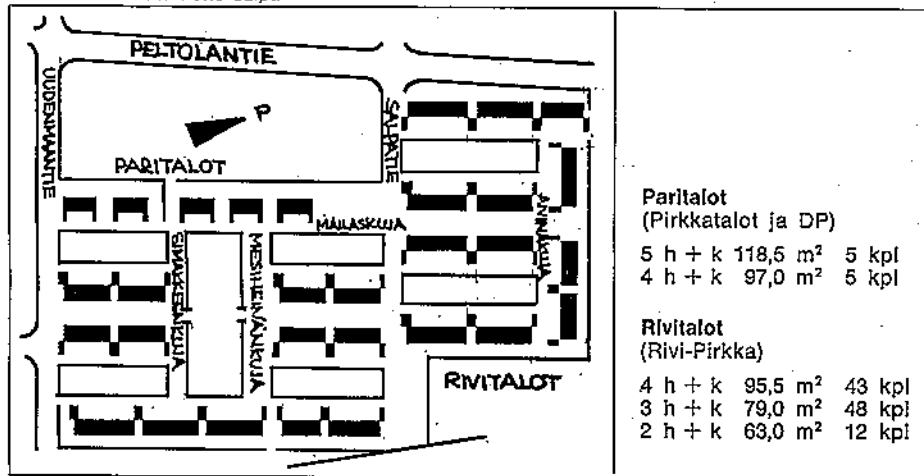 PELTOLANTIE
UUDENMAANTIE
P
SALPATIE
PARITALOT
MAILASKUJA
ANNINKUJA
MESIHEINÄNKUJA
RIVITALOT
Paritalot
(Pirkkatalot ja DP)
5 h + k 118,5 m² 5 kpl
4 h + k 97,0 m² 5 kpl
Rivitalot
(Rivi-Pirkka)
4 h + k 95,5 m² 43 kpl
3 h + k 79,0 m² 48 kpl
2 h + k 63,0 m² 12 kpl